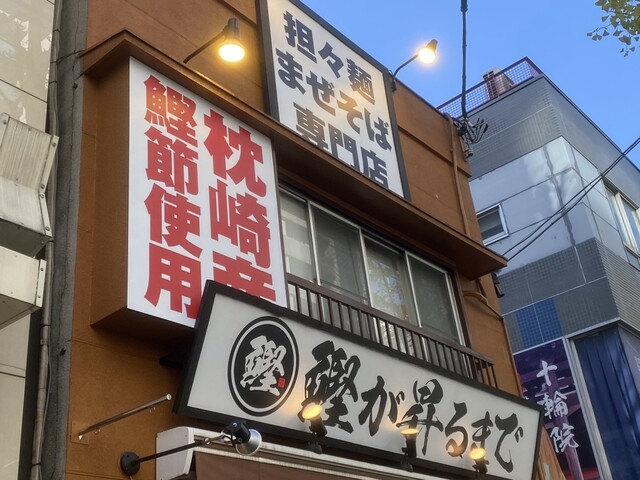 担々麺
まぜそば
専門店
枕崎産
鰹節使用
鰹
鰹が昇るまで
十輪院